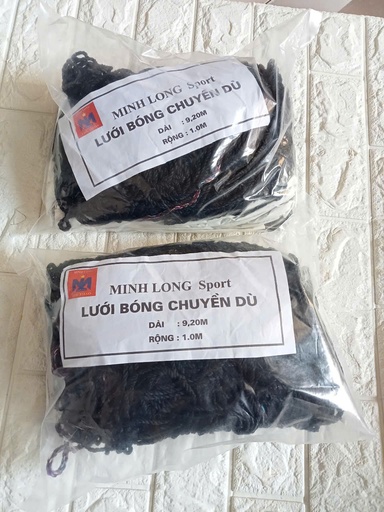 MINH LONG Sport
LƯỚI BÓNG CHUYỀN DÙ
DÀI : 9,20M
RỘNG : 1.0M
MINH LONG Sport
LƯỚI BÓNG CHUYỀN DÙ
DÀI : 9,20M
RỘNG : 1.0M